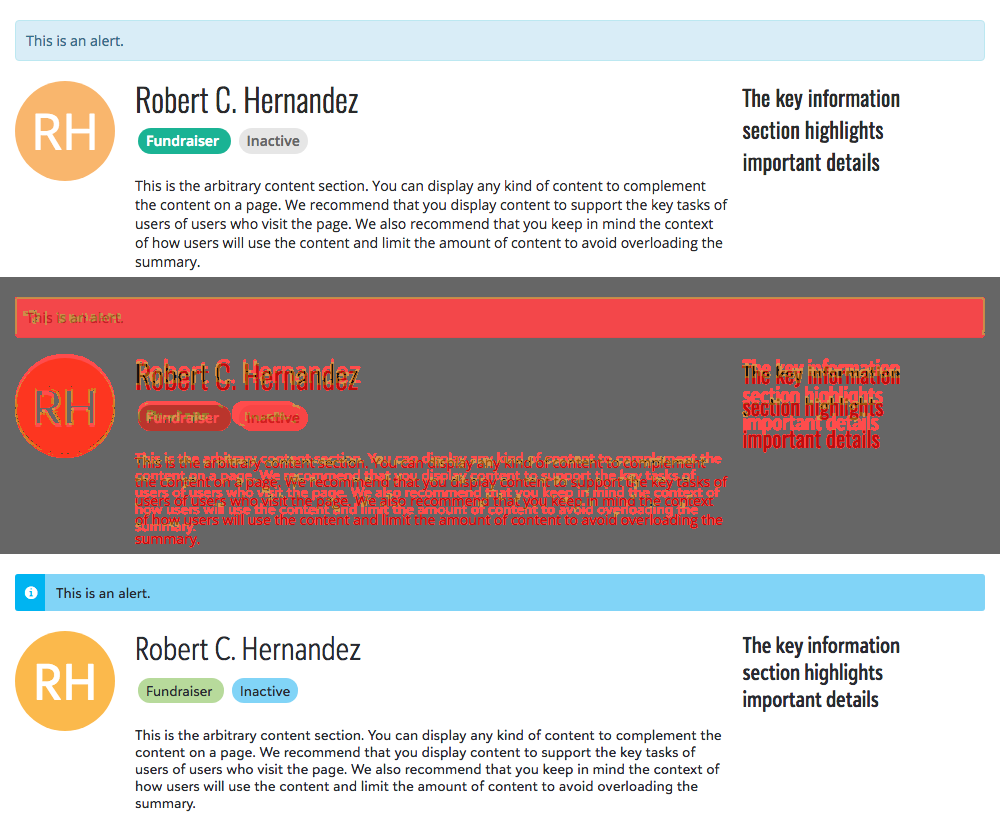 This is an alert.
RH
Robert C. Hernandez
Fundraiser
Inactive
This is the arbitrary content section. You can display any kind of content to complement
the content on a page. We recommend that you display content to support the key tasks of
users of users who visit the page. We also recommend that you keep in mind the context
of how users will use the content and limit the amount of content to avoid overloading the
summary.
The key information
section highlights
important details
This is an alert.
RH
Robert C. Hernandez
Fundraiser
Inactive
This is the arbitrary content section. You can display any kind of content to complement
the content on a page. We recommend that you display content to support the key tasks of
users of users who visit the page. We also recommend that you keep in mind the context
of how users will use the content and limit the amount of content to avoid overloading the
summary.
The key information
section highlights
important details
This is an alert.
RH
Robert C. Hernandez
Fundraiser
Inactive
This is the arbitrary content section. You can display any kind of content to complement the
content on a page. We recommend that you display content to support the key tasks of
users of users who visit the page. We also recommend that you keep in mind the context of
how users will use the content and limit the amount of content to avoid overloading the
summary.
The key information
section highlights
important details